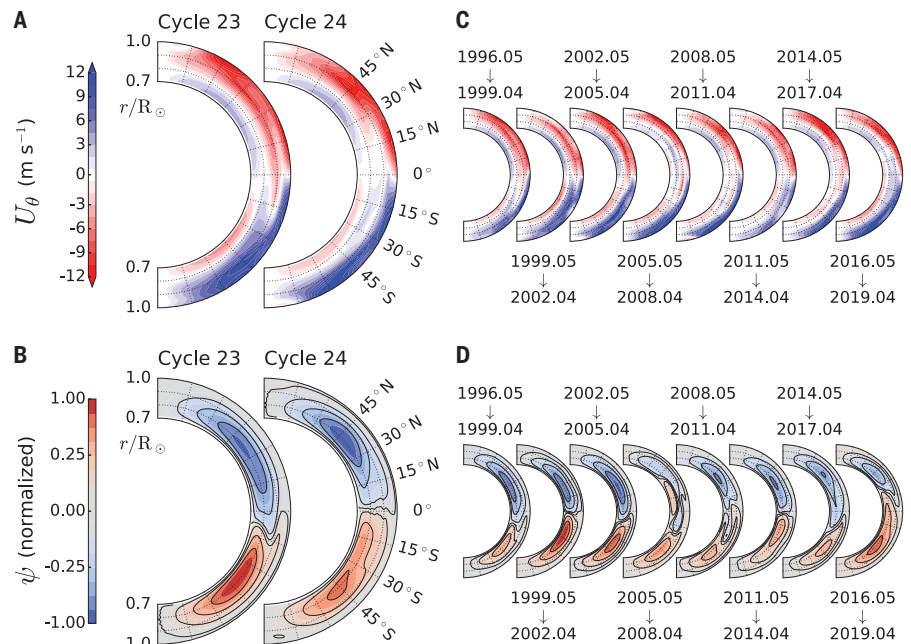 A
Cycle 23 Cycle 24
1.0
0.7
r/R☉
45°N
30°N
15°N
0°
15°S
30°S
45°S
0.7
1.0
12
9
6
3
0
-3
-6
-9
-12
U_θ (m s⁻¹)
C
1996.05 2002.05 2008.05 2014.05
↓ ↓ ↓ ↓
1999.04 2005.04 2011.04 2017.04
1999.05 2005.05 2011.05 2016.05
↓ ↓ ↓ ↓
2002.04 2008.04 2014.04 2019.04
B
Cycle 23 Cycle 24
1.0
0.7
r/R☉
45°N
30°N
15°N
0°
15°S
30°S
45°S
0.7
1.0
1.00
0.25
0.00
-0.25
-1.00
ψ (normalized)
D
1996.05 2002.05 2008.05 2014.05
↓ ↓ ↓ ↓
1999.04 2005.04 2011.04 2017.04
1999.05 2005.05 2011.05 2016.05
↓ ↓ ↓ ↓
2002.04 2008.04 2014.04 2019.04